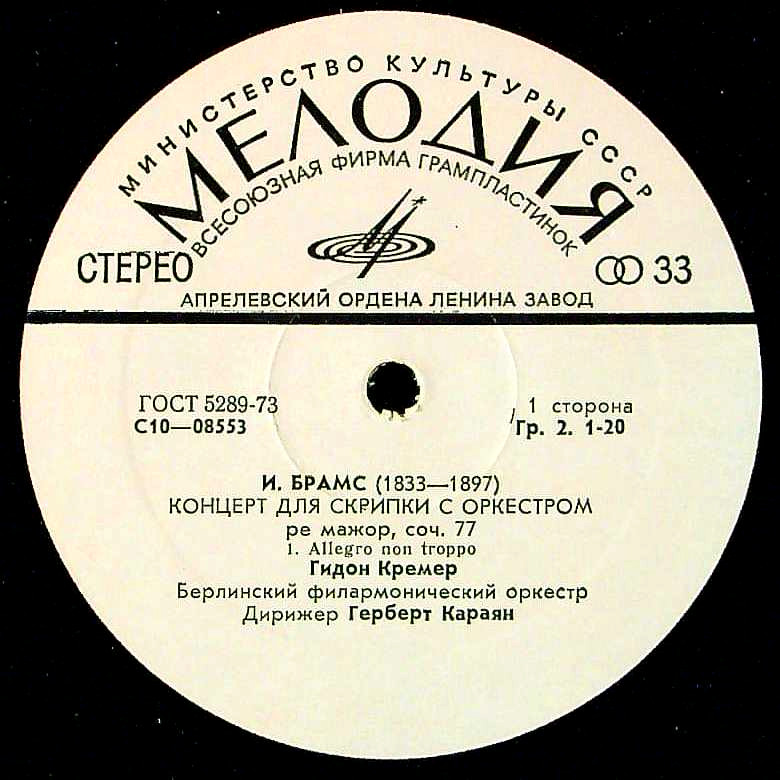 МИНИСТЕРСТВО КУЛЬТУРЫ СССР
МЕЛОДИЯ
ВСЕСОЮЗНАЯ ФИРМА ГРАМПЛАСТИНОК
СТЕРЕО
33
АПРЕЛЕВСКИЙ ОРДЕНА ЛЕНИНА ЗАВОД
ГОСТ 5289-73
С10—08553
1 сторона
Гр. 2. 1-20
И. БРАМС (1833—1897)
КОНЦЕРТ ДЛЯ СКРИПКИ С ОРКЕСТРОМ
ре мажор, соч. 77
1. Allegro non troppo
Гидон Кремер
Берлинский филармонический оркестр
Дирижер Герберт Караян